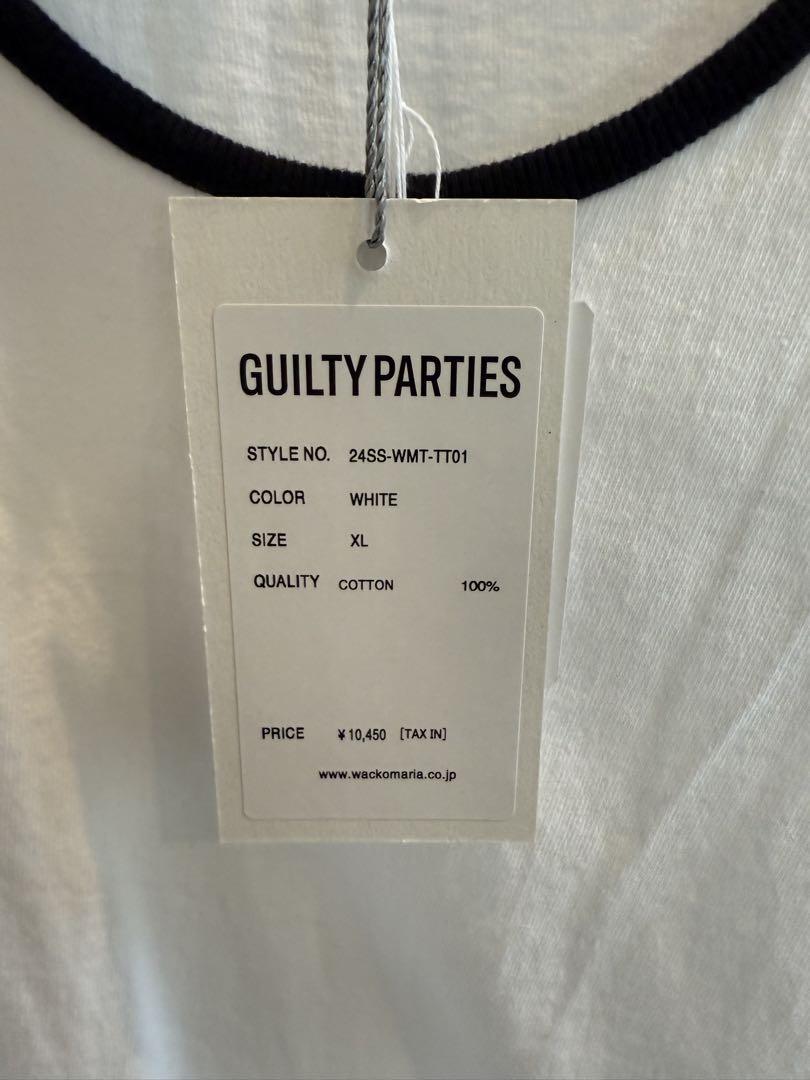 GUILTY PARTIES
STYLE NO. 24SS-WMT-TT01
COLOR WHITE
SIZE XL
QUALITY COTTON 100%
PRICE ¥10,450 [TAX IN]
www.wackomaria.co.jp